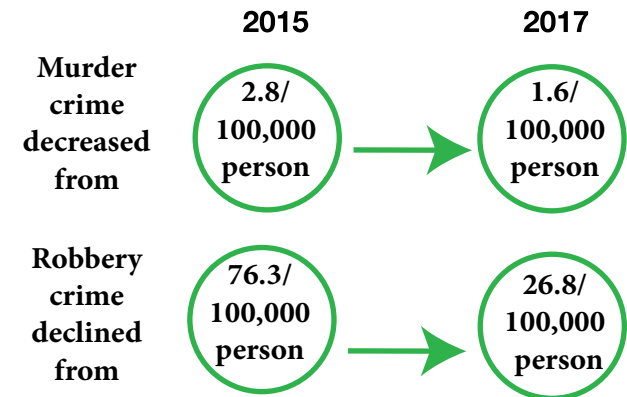 2015 2017
Murder
crime
decreased
from
2.8/
100,000
person
1.6/
100,000
person
Robbery
crime
declined
from
76.3/
100,000
person
26.8/
100,000
person